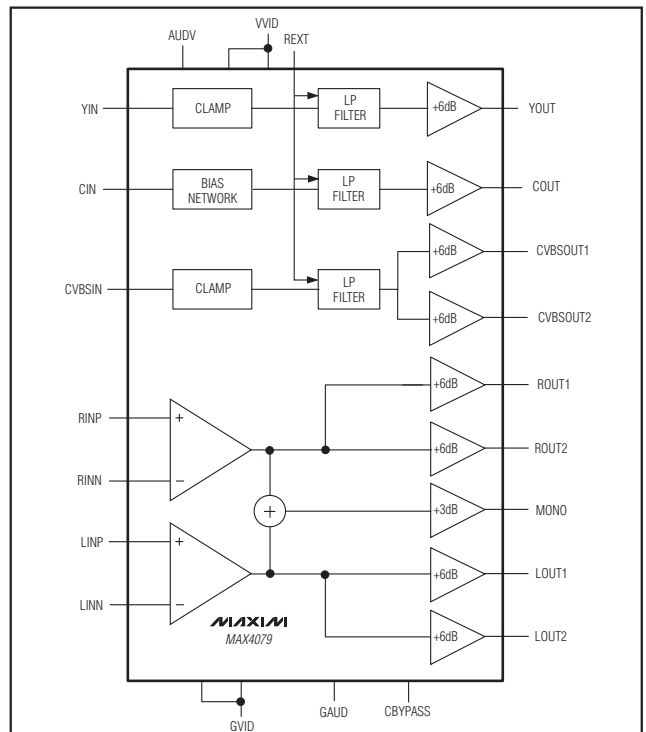 AUDV
VVID
REXT
YIN
CLAMP
LP
FILTER
+6dB
YOUT
CIN
BIAS
NETWORK
LP
FILTER
+6dB
COUT
+6dB
CVBSOUT1
CVBSIN
CLAMP
LP
FILTER
+6dB
CVBSOUT2
+6dB
ROUT1
RINP
+
+6dB
ROUT2
RINN
−
+
+3dB
MONO
LINP
+
+6dB
LOUT1
LINN
−
MAXIM
MAX4079
+6dB
LOUT2
GVID
GAUD
CBYPASS